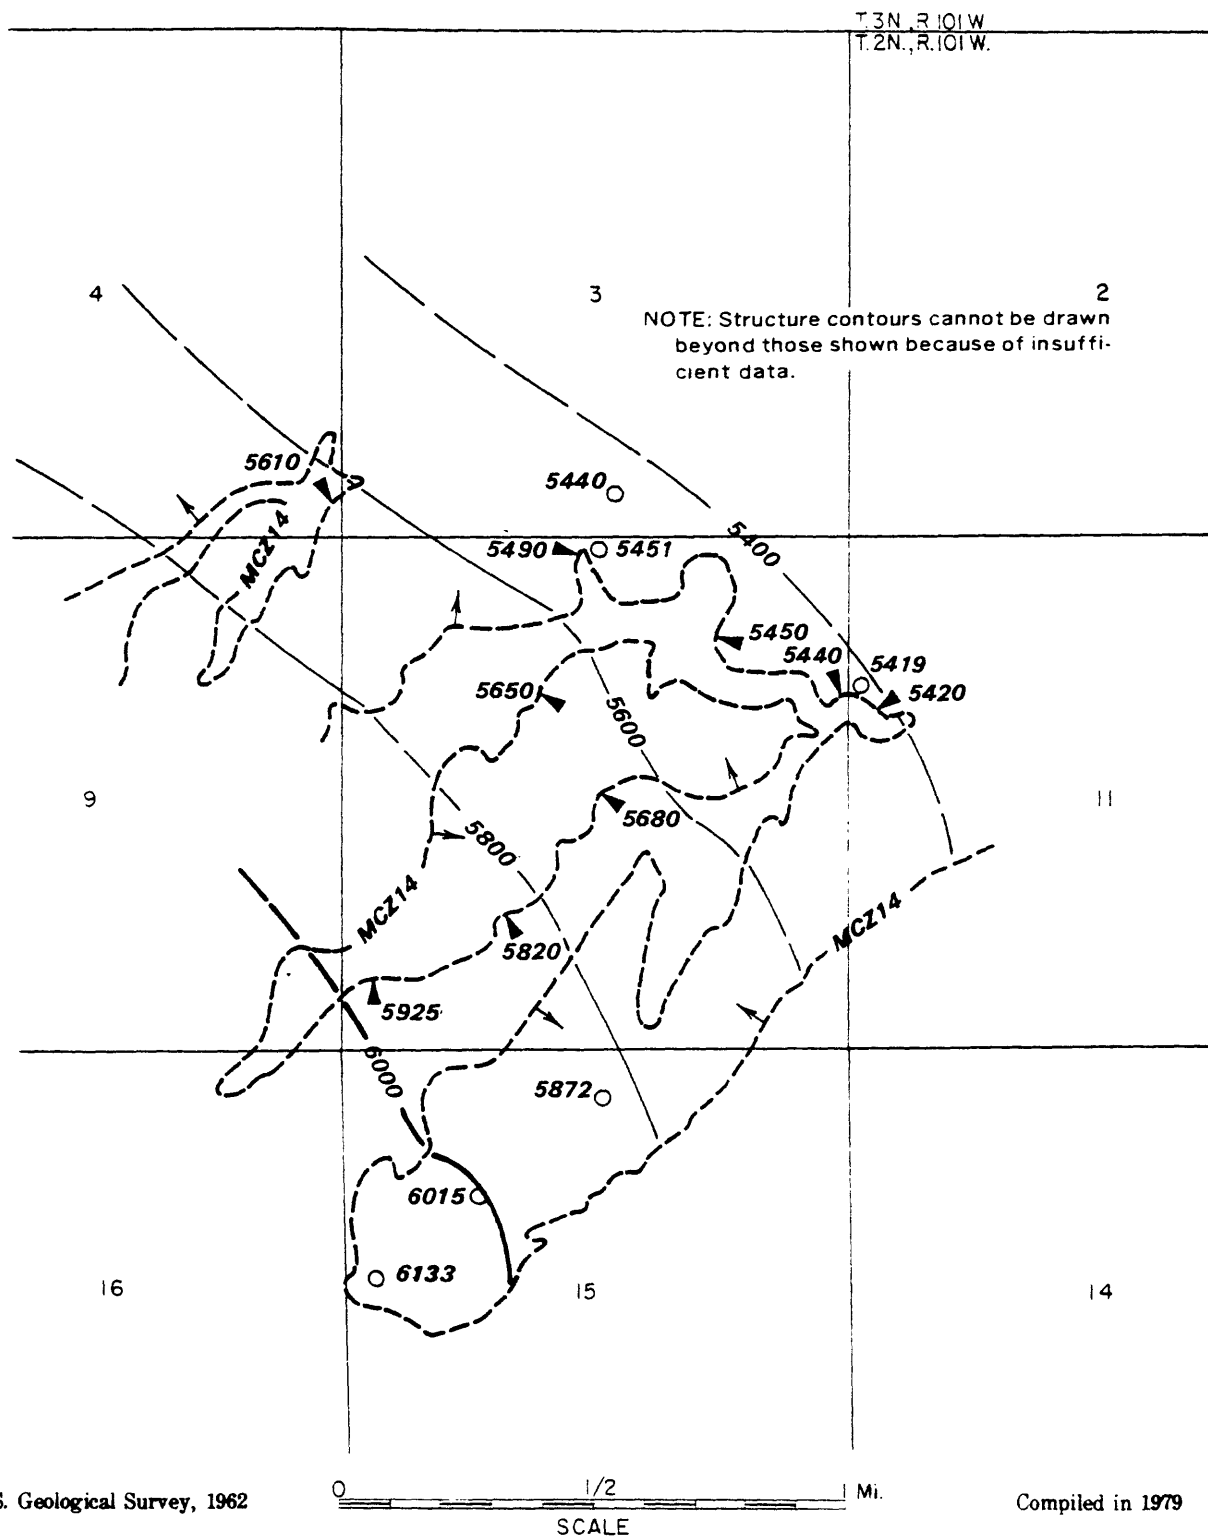 T.3N.,R.101W
T.2N.,R.101W.
4
3
2
NOTE: Structure contours cannot be drawn
beyond those shown because of insuffi-
cient data.
5610
5440
MCZ14
5490
5451
5400
5450
5440
5419
5650
5420
5600
9
11
5680
5800
MCZ14
MCZ14
5820
5925
6000
5872
6015
6133
16
15
14
S. Geological Survey, 1962
0
1/2
1 Mi.
SCALE
Compiled in 1979